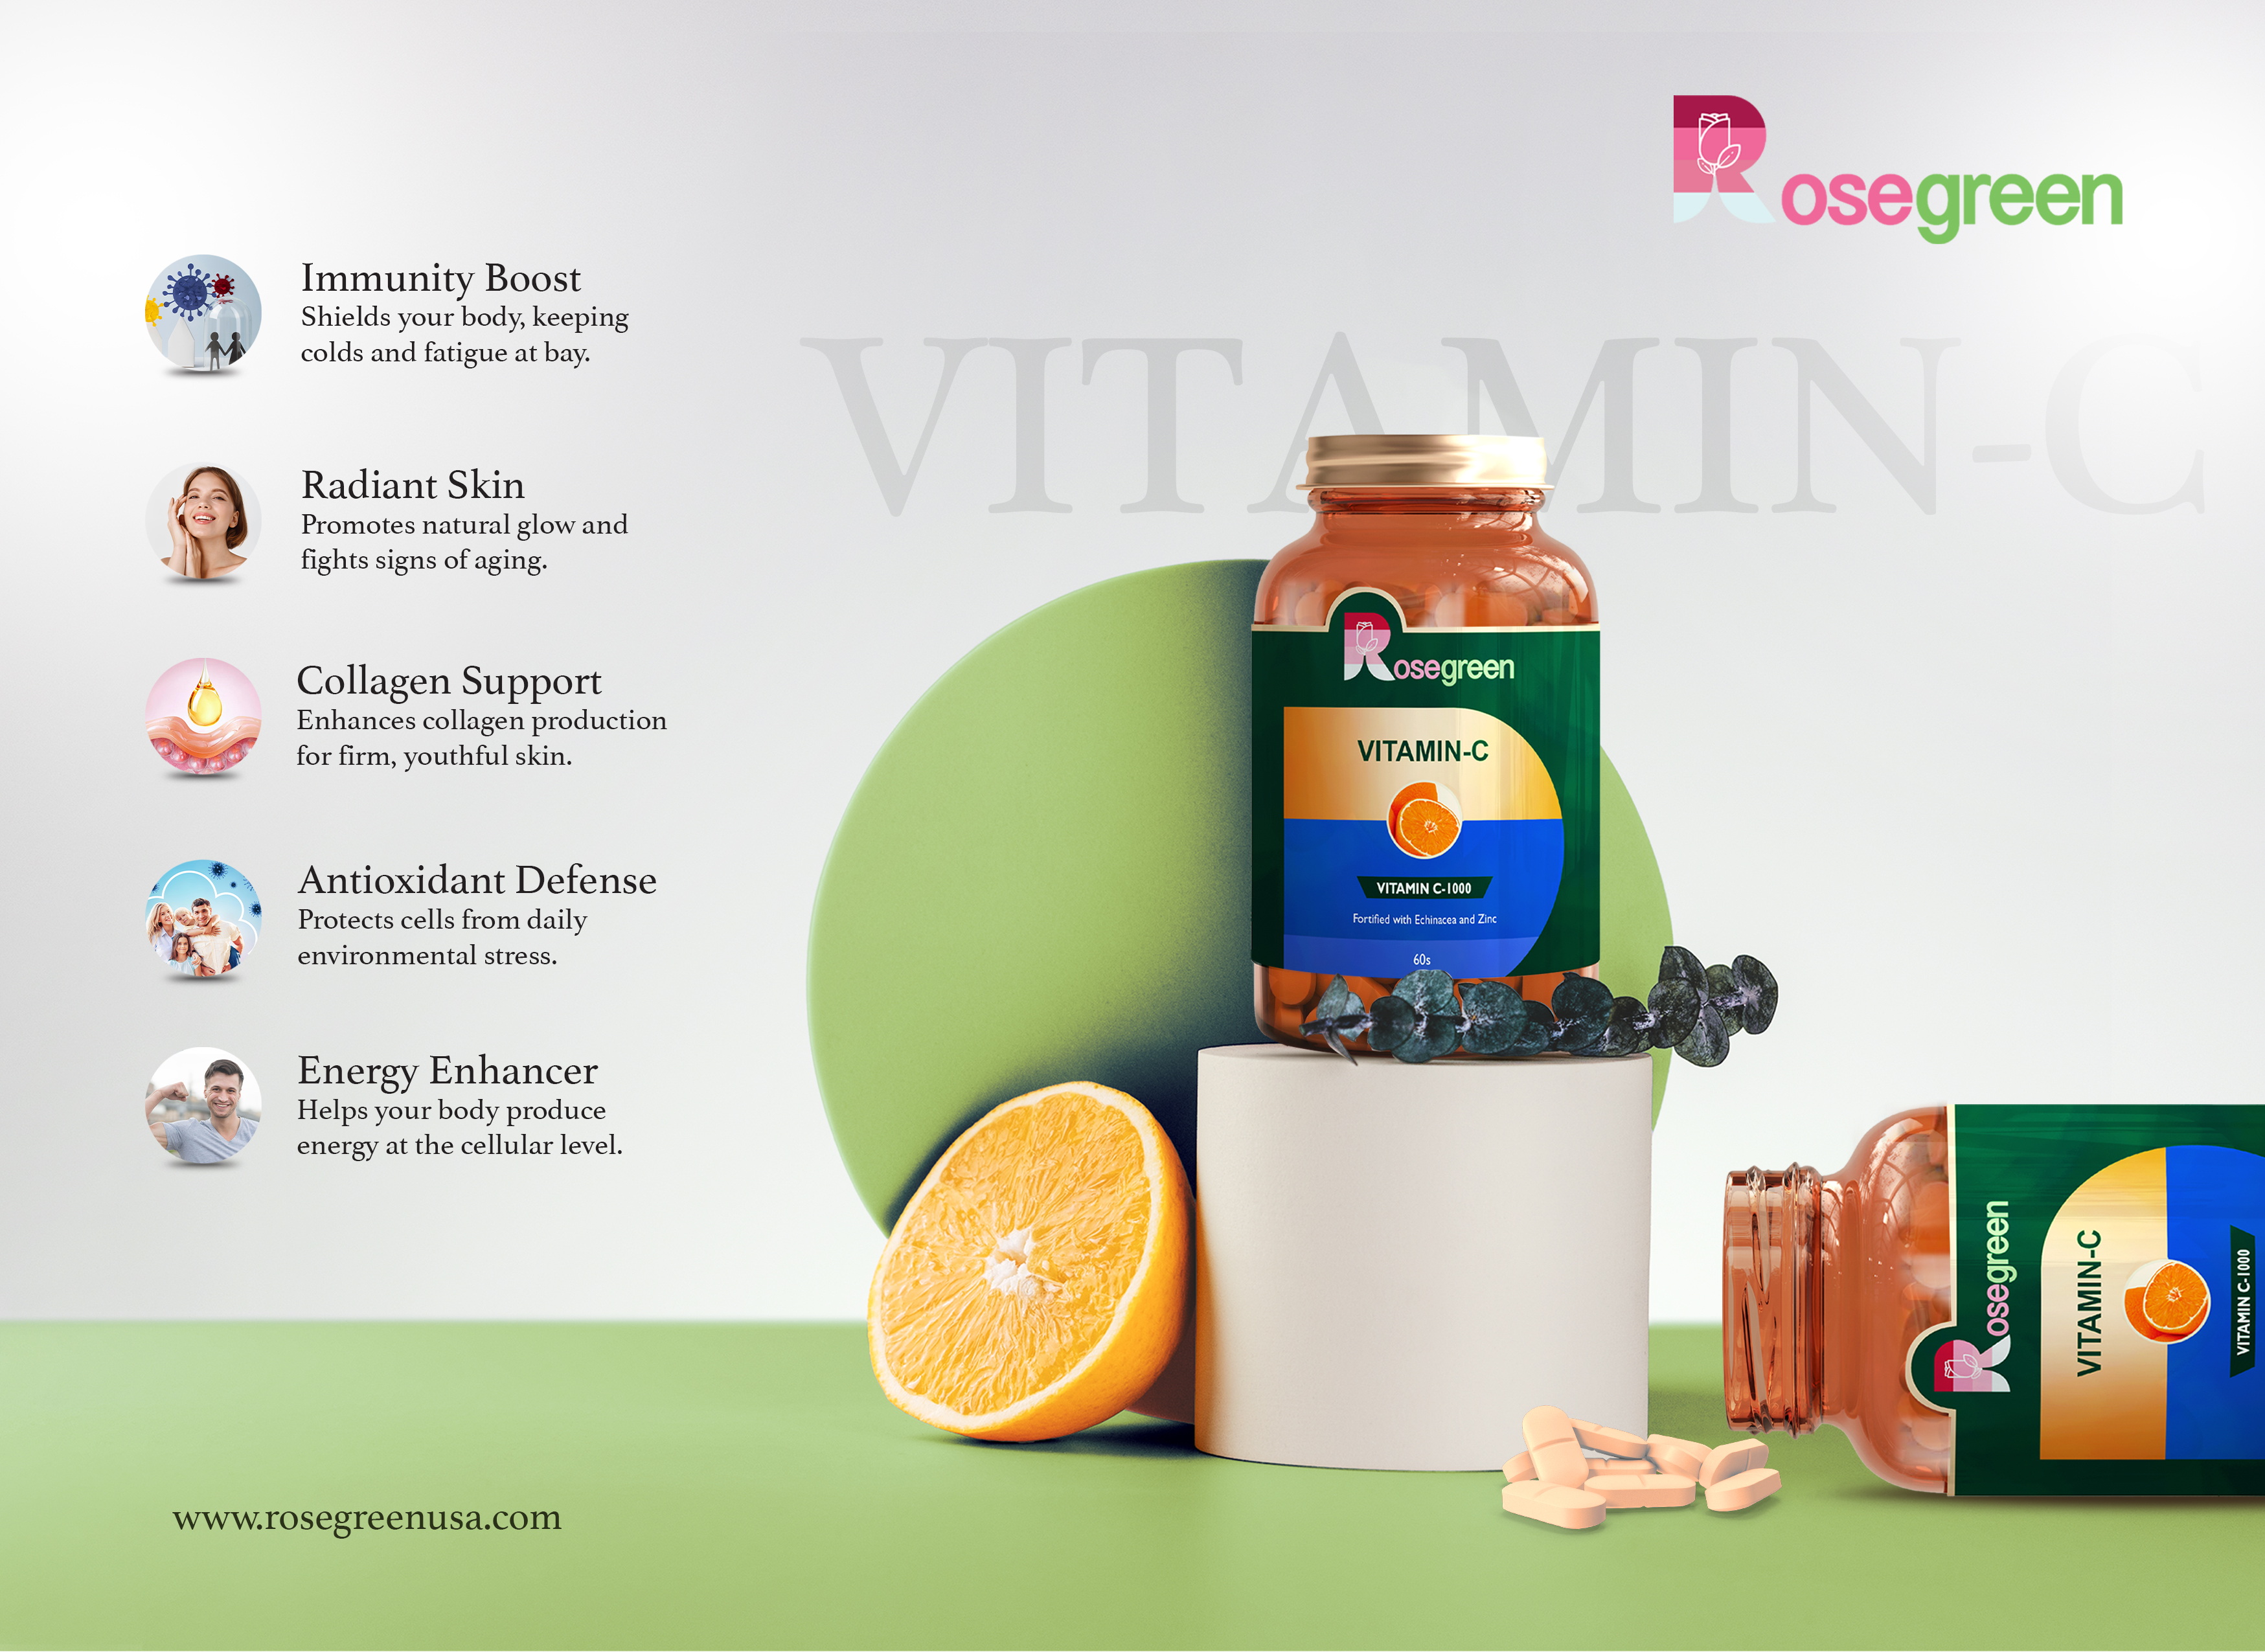 Rosegreen
VITAMIN-C
Immunity Boost
Shields your body, keeping
colds and fatigue at bay.
Radiant Skin
Promotes natural glow and
fights signs of aging.
Collagen Support
Enhances collagen production
for firm, youthful skin.
Antioxidant Defense
Protects cells from daily
environmental stress.
Energy Enhancer
Helps your body produce
energy at the cellular level.
Rosegreen
VITAMIN-C
VITAMIN C-1000
Fortified with Echinacea and Zinc
60s
Rosegreen
VITAMIN-C
VITAMIN C-1000
www.rosegreenusa.com